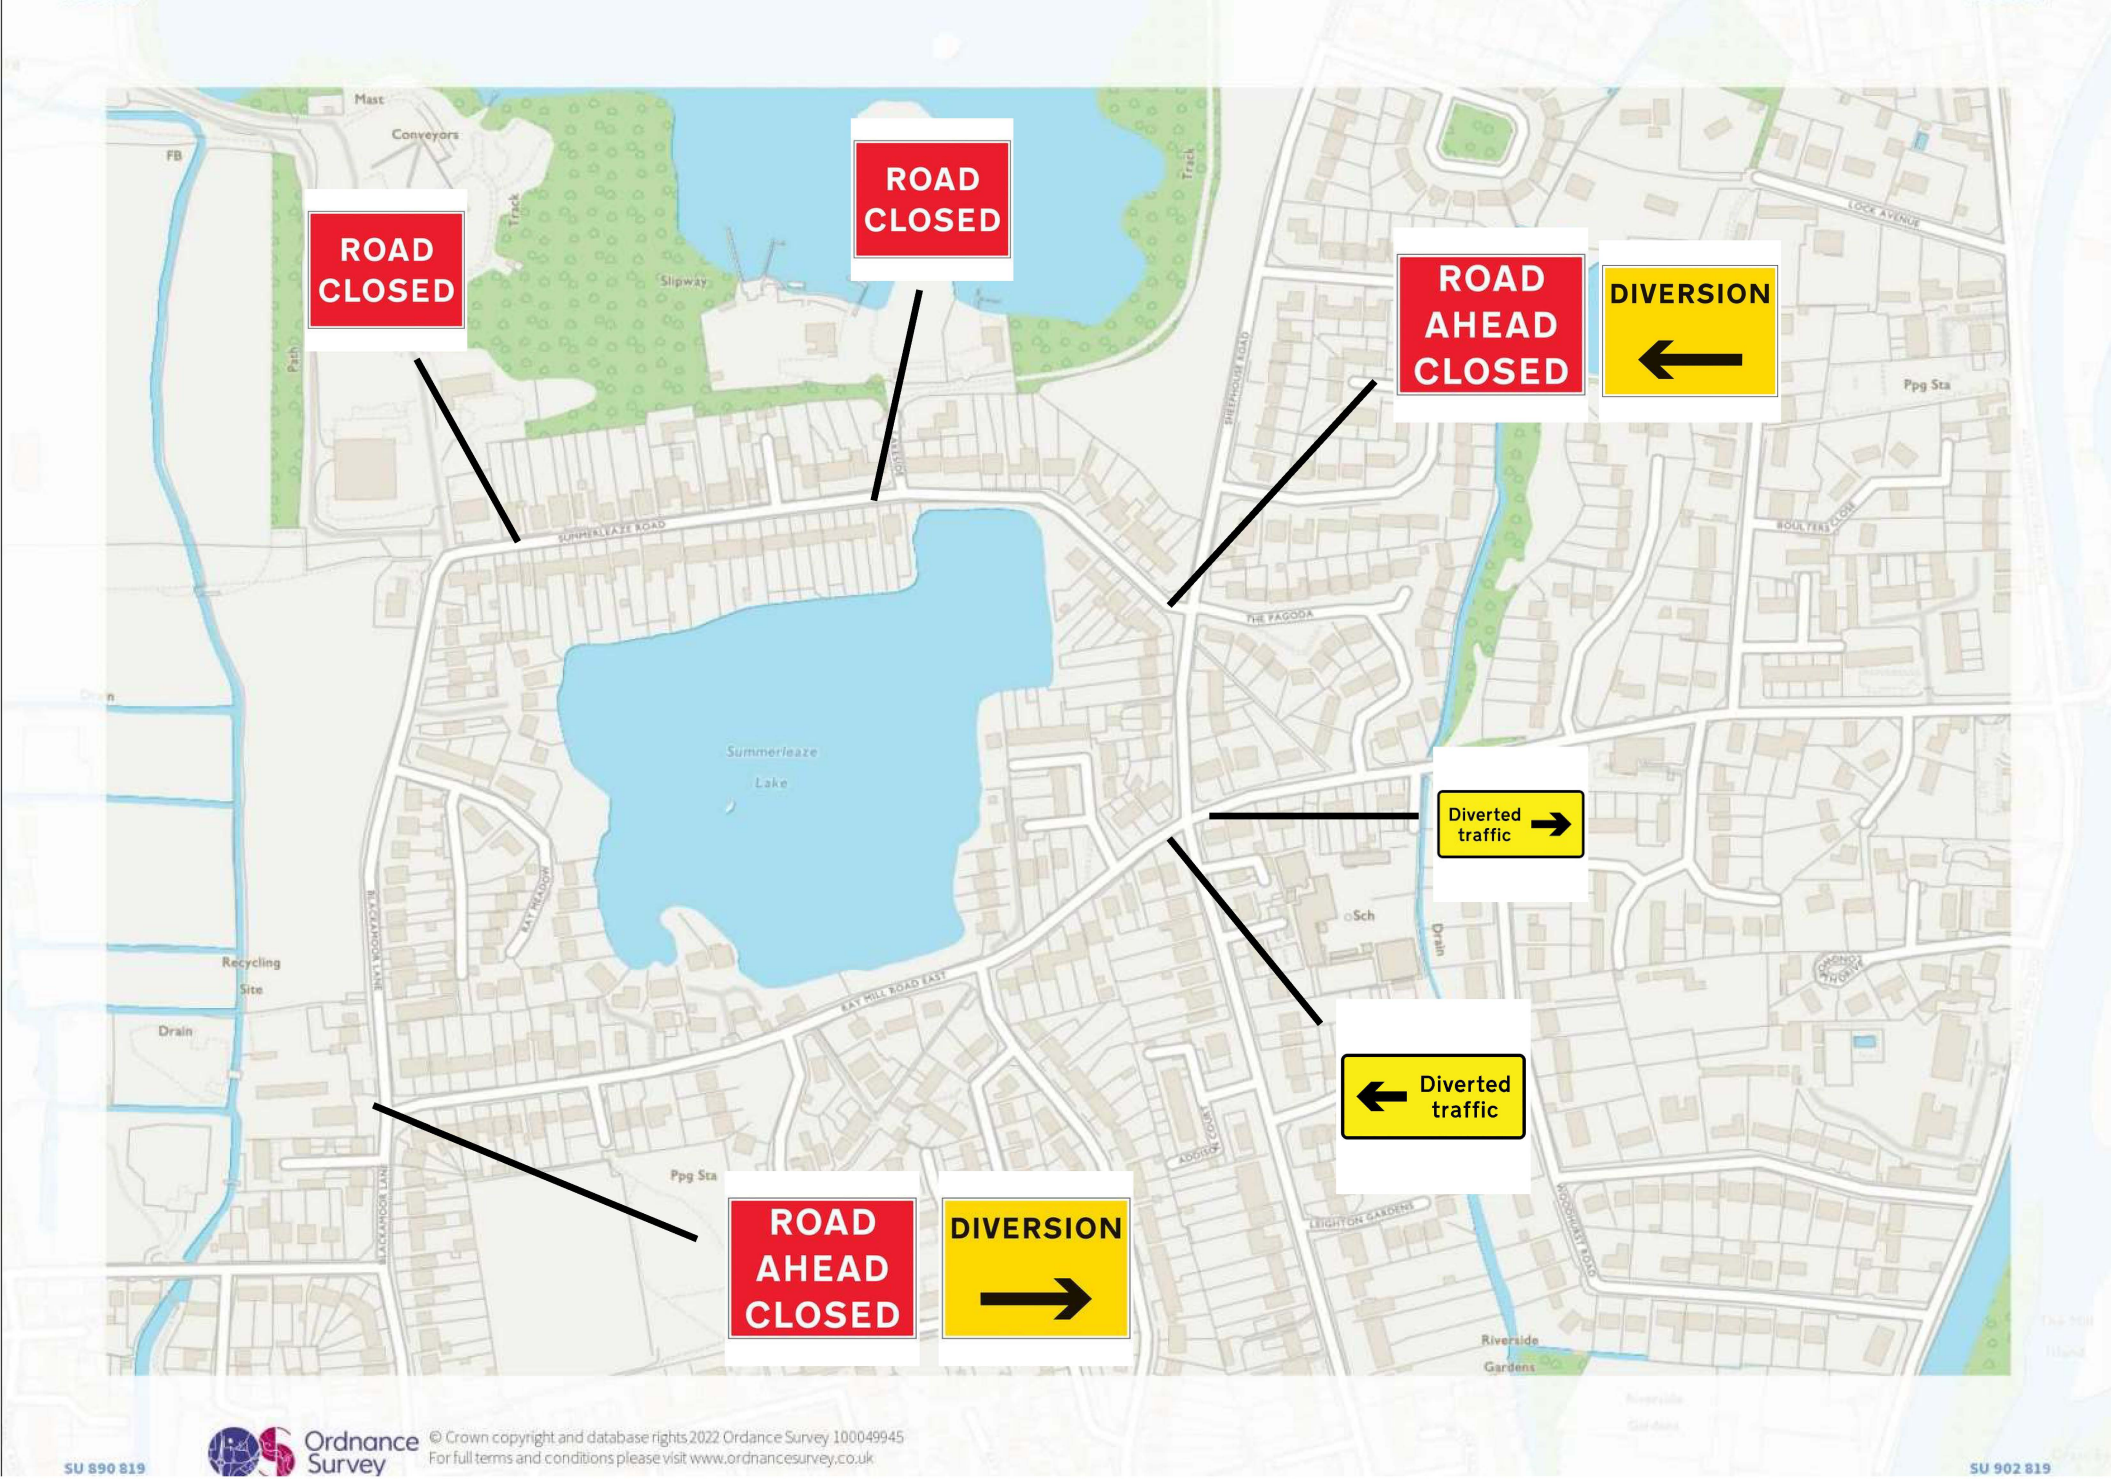 Mast
Conveyors
FB
Track
Track
ROAD
CLOSED
ROAD
CLOSED
Slipway
Path
ROAD
AHEAD
CLOSED
DIVERSION
LOCK AVENUE
SHEEPHOUSE ROAD
Ppg Sta
SUMMERLEAZE ROAD
BOULTERS CLOSE
THE PAGODA
Drain
Summerleaze
Lake
Diverted
traffic
BLACKAMOOR LANE
RAY MEADOW
Sch
Drain
Recycling
Site
RAY MILL ROAD EAST
Drain
Diverted
traffic
ADDISON COURT
Ppg Sta
BLACKAMOOR LANE
ROAD
AHEAD
CLOSED
DIVERSION
LEIGHTON GARDENS
WOODHURST ROAD
Riverside
Gardens
Riverside
Gardens
Ordnance
Survey
© Crown copyright and database rights 2022 Ordance Survey 100049945
For full terms and conditions please visit www.ordnancesurvey.co.uk
SU 890 819
SU 902 819